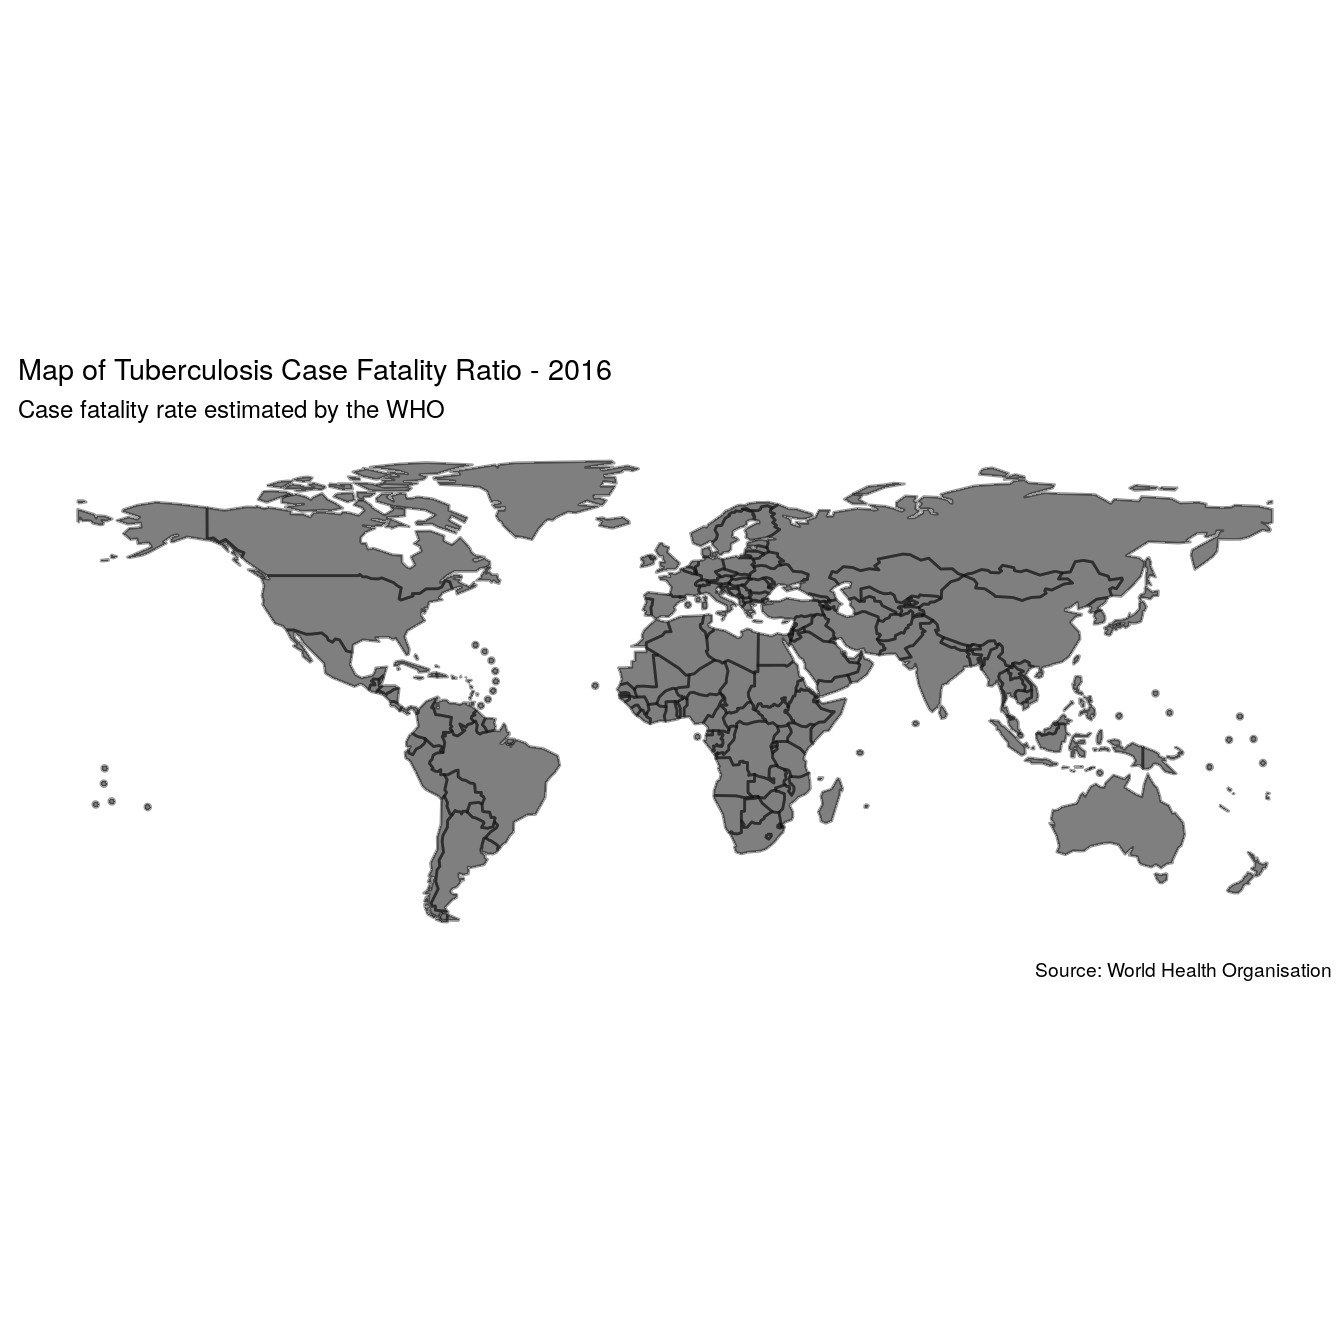 Map of Tuberculosis Case Fatality Ratio - 2016
Case fatality rate estimated by the WHO
Source: World Health Organisation